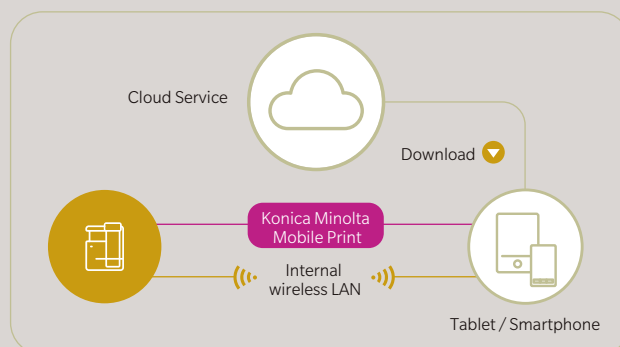 Cloud Service
Download
Konica Minolta
Mobile Print
Internal
wireless LAN
Tablet / Smartphone